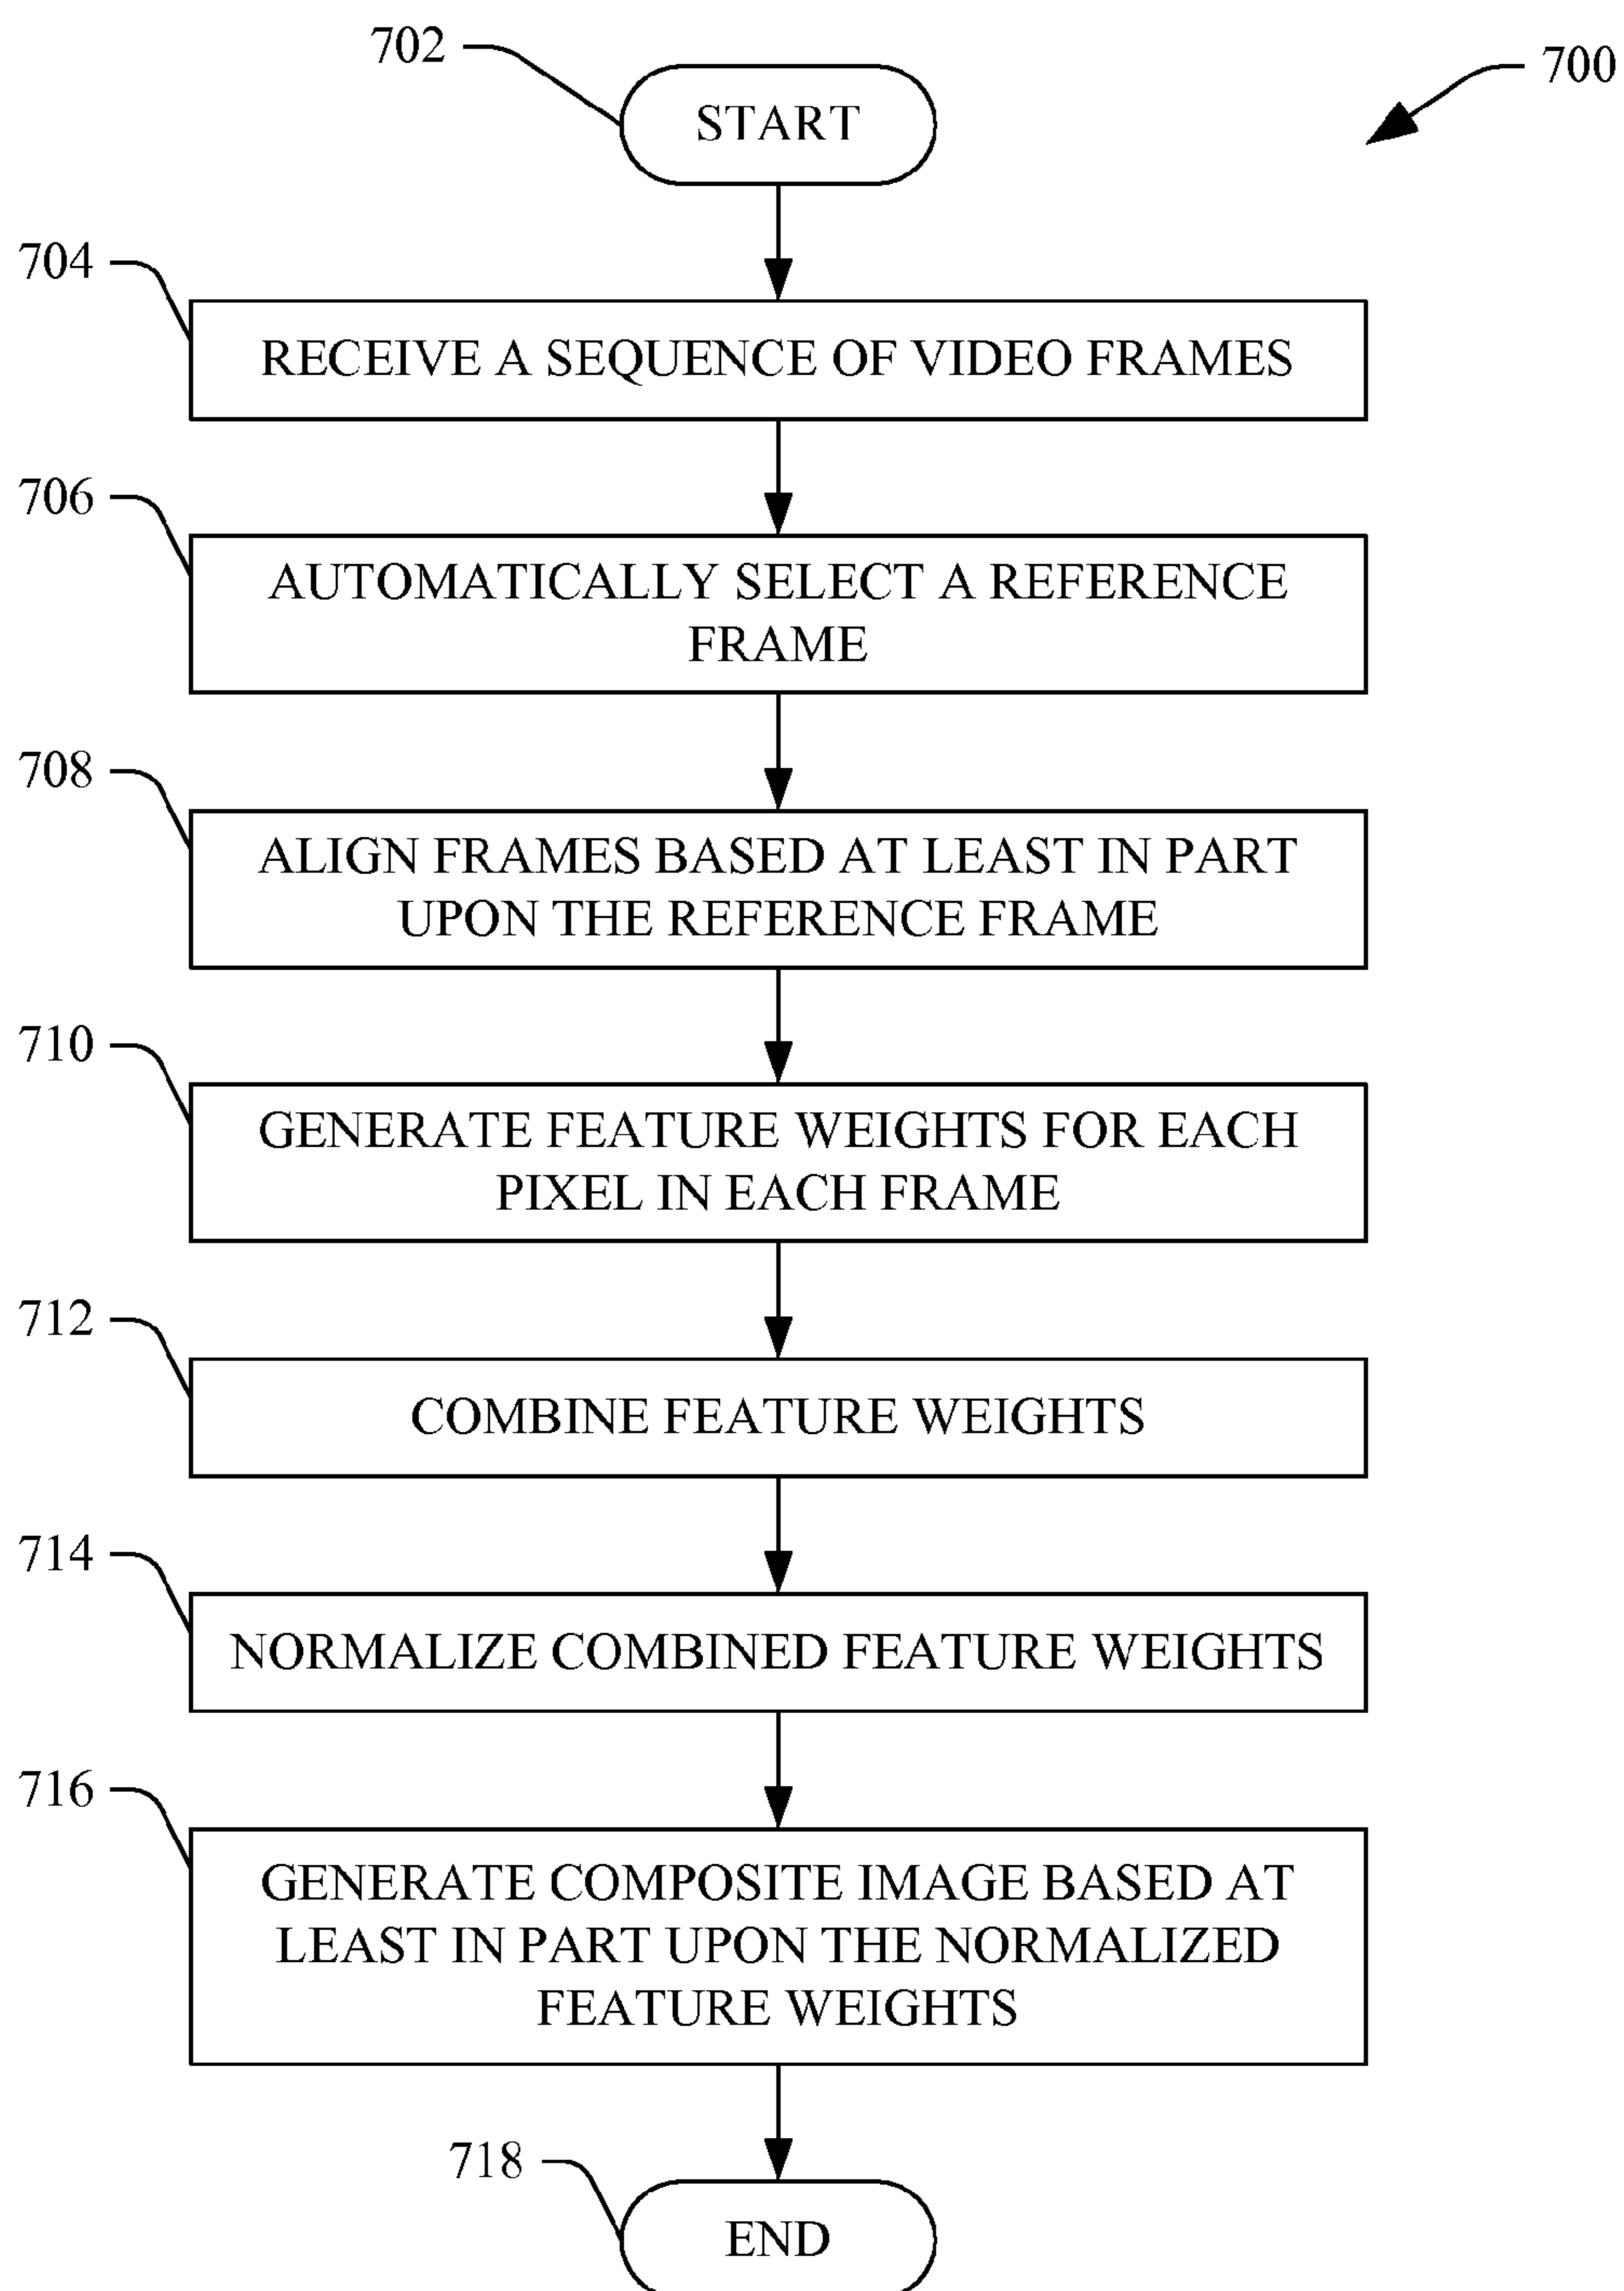 702
700
START
704
RECEIVE A SEQUENCE OF VIDEO FRAMES
706
AUTOMATICALLY SELECT A REFERENCE
FRAME
708
ALIGN FRAMES BASED AT LEAST IN PART
UPON THE REFERENCE FRAME
710
GENERATE FEATURE WEIGHTS FOR EACH
PIXEL IN EACH FRAME
712
COMBINE FEATURE WEIGHTS
714
NORMALIZE COMBINED FEATURE WEIGHTS
716
GENERATE COMPOSITE IMAGE BASED AT
LEAST IN PART UPON THE NORMALIZED
FEATURE WEIGHTS
718
END